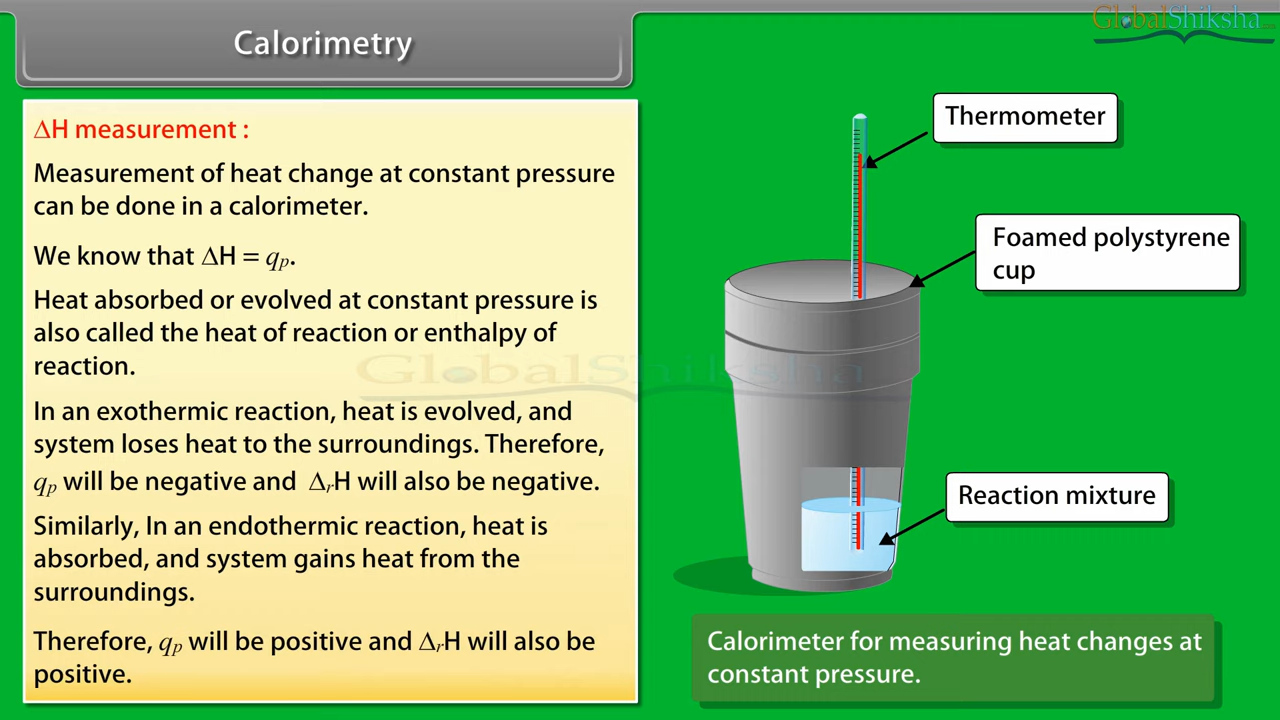 Calorimetry
GlobalShiksha.com
ΔH measurement :
Measurement of heat change at constant pressure
can be done in a calorimeter.
We know that ΔH = qp.
Heat absorbed or evolved at constant pressure is
also called the heat of reaction or enthalpy of
reaction.
In an exothermic reaction, heat is evolved, and
system loses heat to the surroundings. Therefore,
qp will be negative and ΔrH will also be negative.
Similarly, In an endothermic reaction, heat is
absorbed, and system gains heat from the
surroundings.
Therefore, qp will be positive and ΔrH will also be
positive.
GlobalShiksha
Thermometer
Foamed polystyrene
cup
Reaction mixture
Calorimeter for measuring heat changes at
constant pressure.